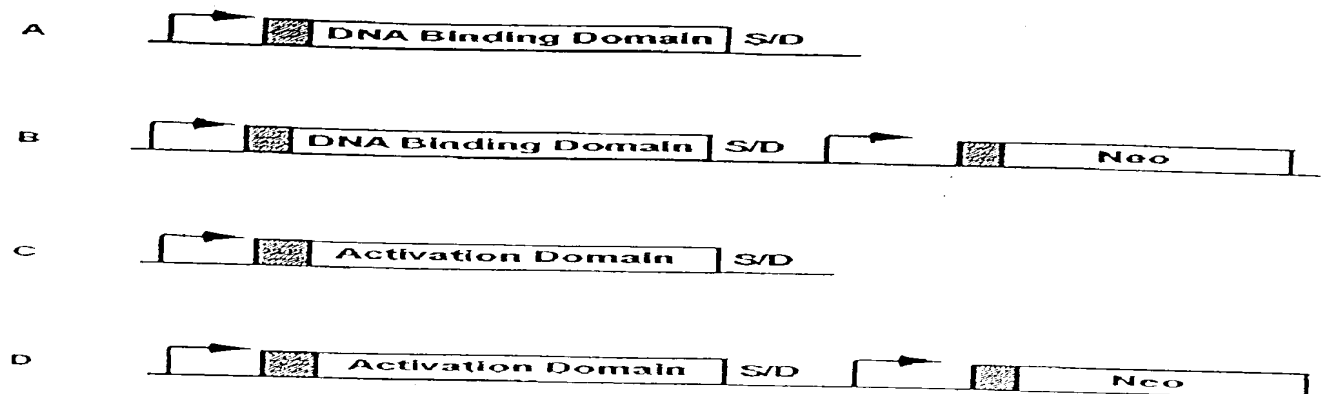 A DNA Binding Domain S/D
B DNA Binding Domain S/D Neo
C Activation Domain S/D
D Activation Domain S/D Neo